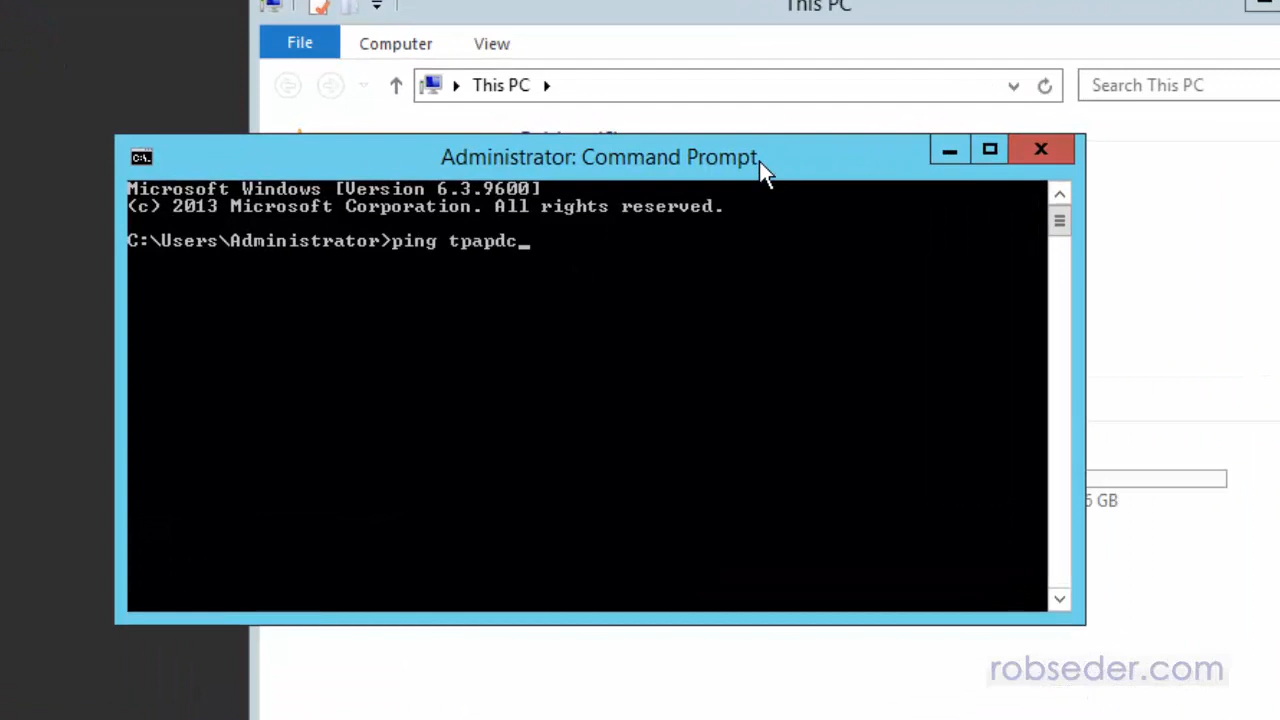 This PC
File Computer View
This PC
Search This PC
Administrator: Command Prompt
Microsoft Windows [Version 6.3.9600]
(c) 2013 Microsoft Corporation. All rights reserved.
C:\Users\Administrator>ping tpapdc_
GB
robseder.com